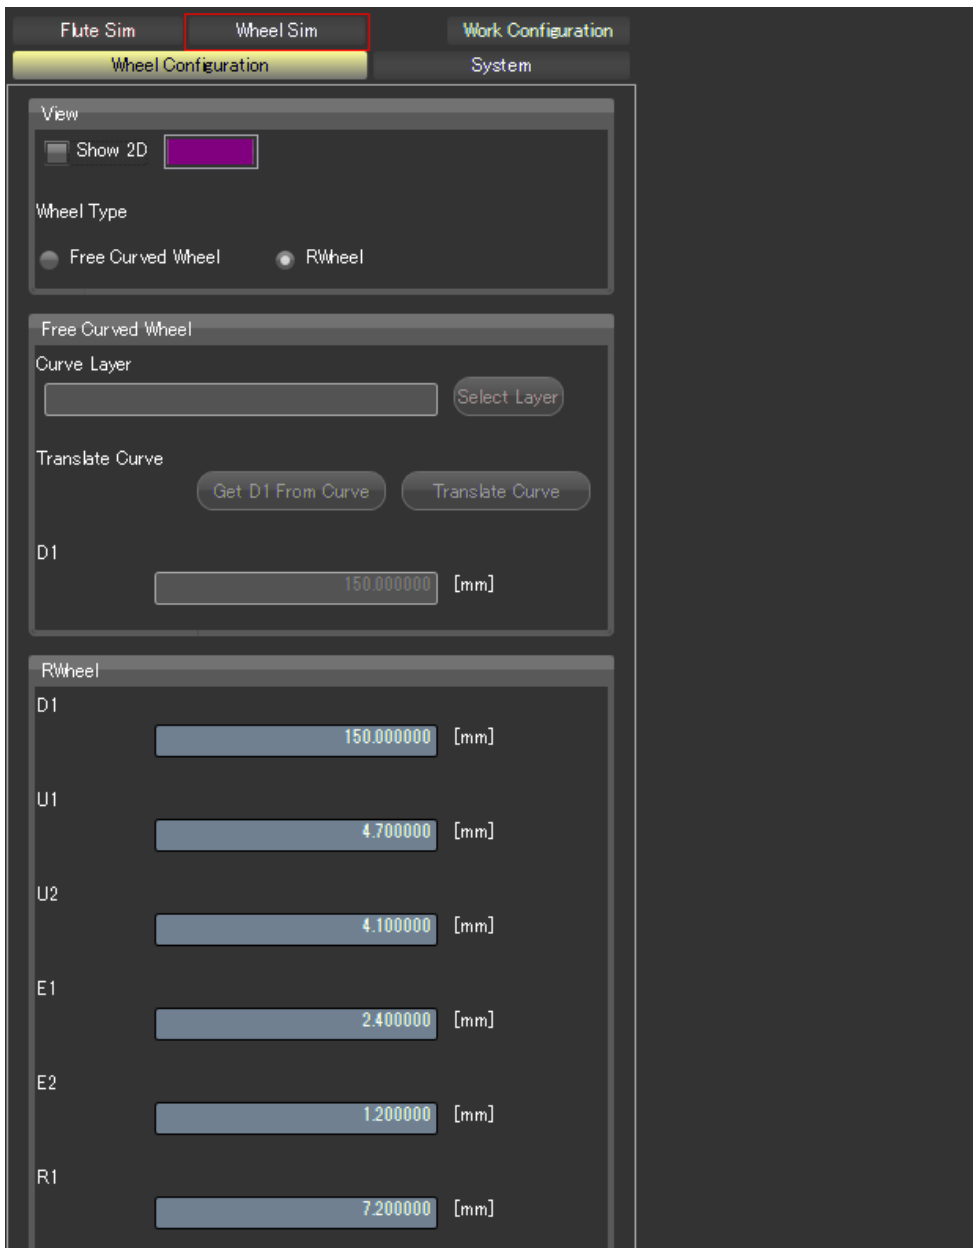 Flute Sim Wheel Sim Work Configuration
Wheel Configuration System
View
Show 2D
Wheel Type
Free Curved Wheel RWheel
Free Curved Wheel
Curve Layer
Select Layer
Translate Curve
Get D1 From Curve Translate Curve
D1
150.000000 [mm]
RWheel
D1
150.000000 [mm]
U1
4.700000 [mm]
U2
4.100000 [mm]
E1
2.400000 [mm]
E2
1.200000 [mm]
R1
7.200000 [mm]